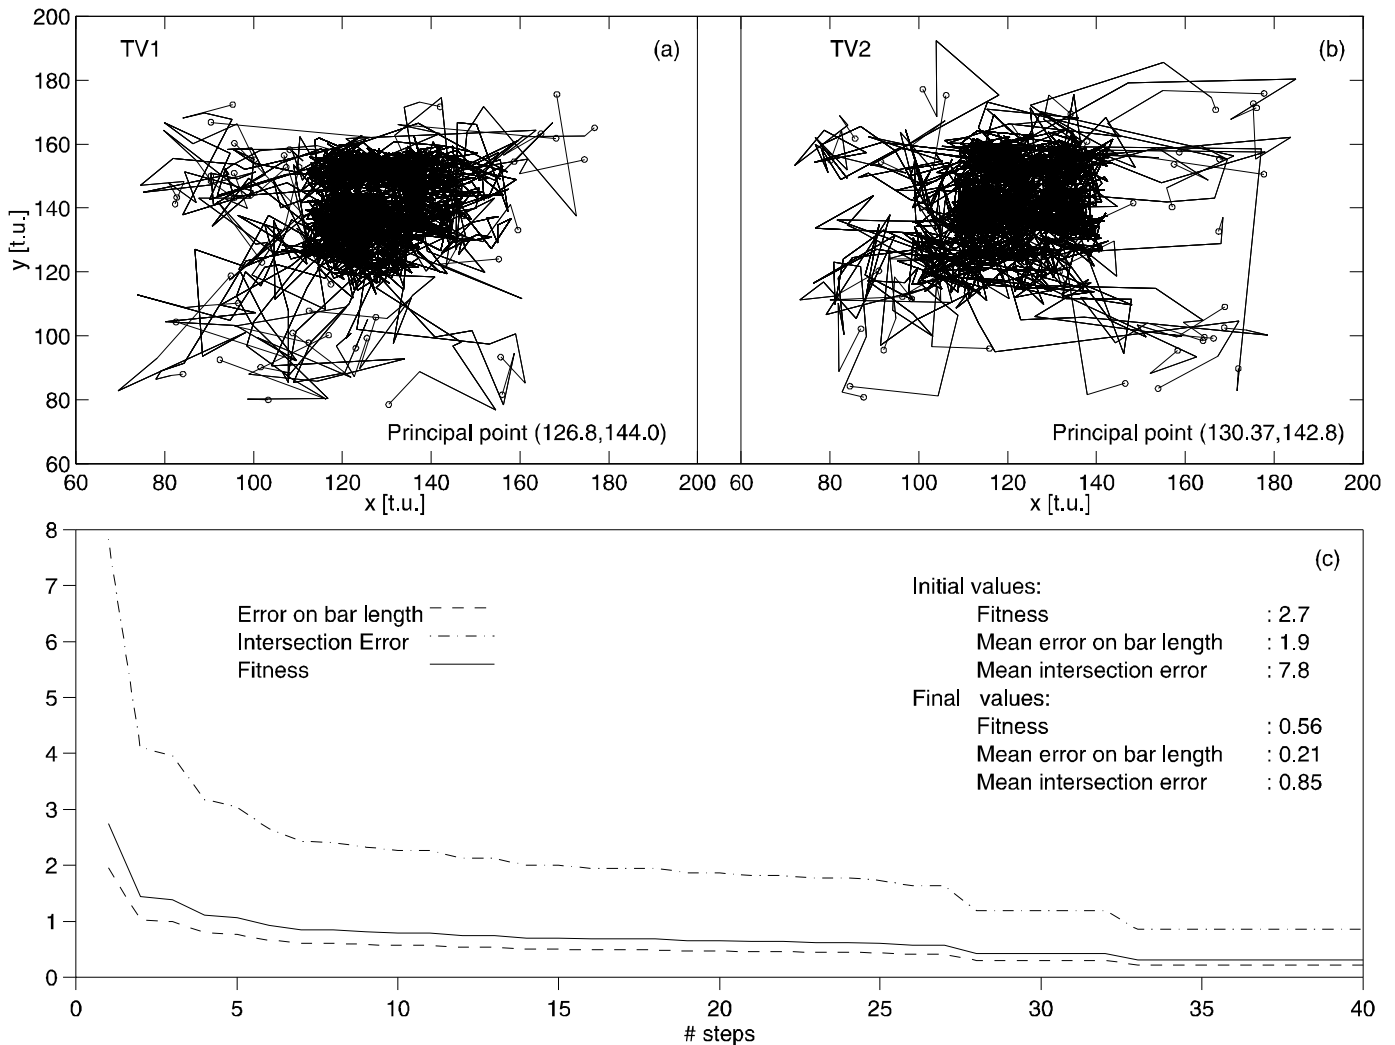 200
180
160
140
120
100
80
60
y [t.u.]
TV1 (a)
Principal point (126.8,144.0)
60 80 100 120 140 160 180 200
x [t.u.]
TV2 (b)
Principal point (130.37,142.8)
60 80 100 120 140 160 180 200
x [t.u.]
8
7
6
5
4
3
2
1
0
(c)
Error on bar length
Intersection Error
Fitness
Initial values:
Fitness : 2.7
Mean error on bar length : 1.9
Mean intersection error : 7.8
Final values:
Fitness : 0.56
Mean error on bar length : 0.21
Mean intersection error : 0.85
0 5 10 15 20 25 30 35 40
# steps